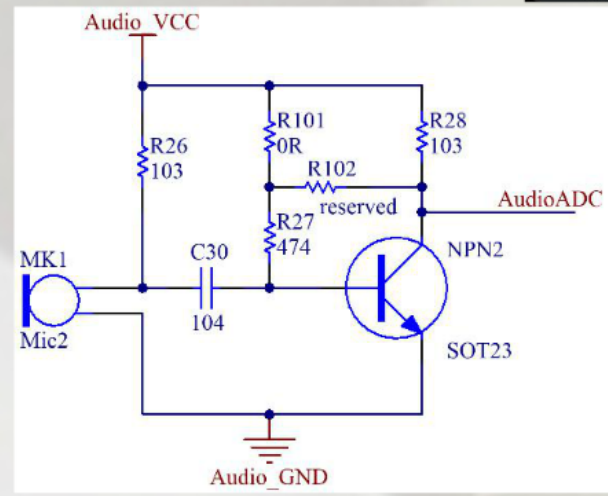 Audio_VCC
R101
0R
R28
103
R26
103
R102
reserved
AudioADC
R27
474
C30
104
NPN2
MK1
Mic2
SOT23
Audio_GND